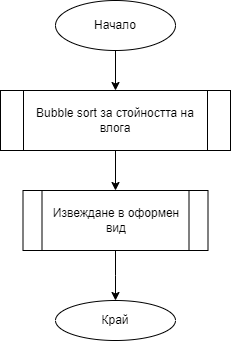 Начало
Bubble sort за стойността на
влога
Извеждане в оформен
вид
Край